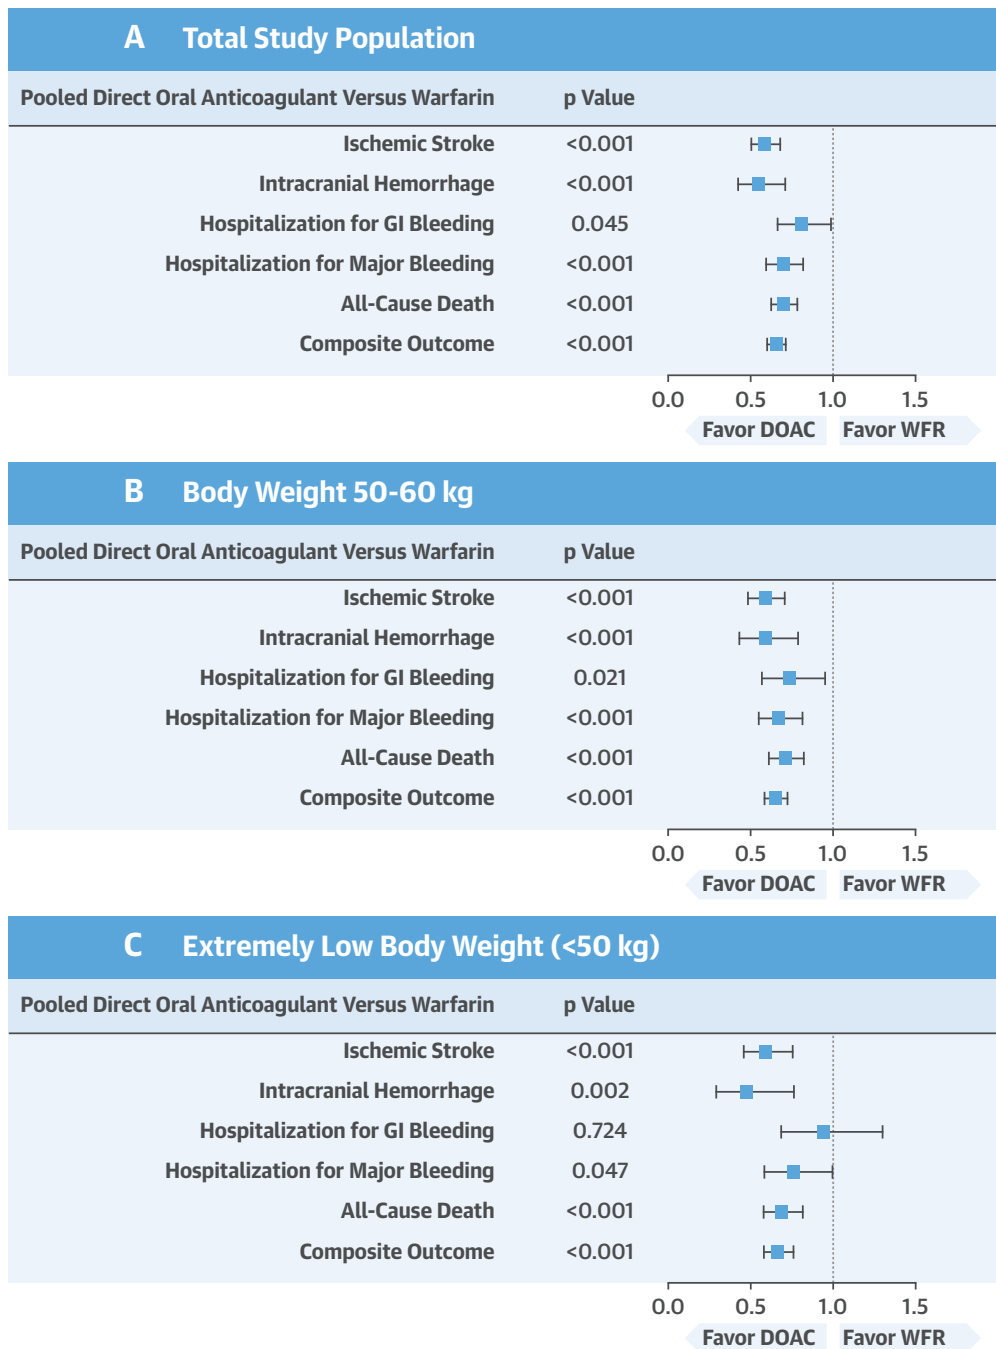 A Total Study Population
Pooled Direct Oral Anticoagulant Versus Warfarin p Value
Ischemic Stroke <0.001
Intracranial Hemorrhage <0.001
Hospitalization for GI Bleeding 0.045
Hospitalization for Major Bleeding <0.001
All-Cause Death <0.001
Composite Outcome <0.001
0.0 0.5 1.0 1.5
Favor DOAC Favor WFR
B Body Weight 50-60 kg
Pooled Direct Oral Anticoagulant Versus Warfarin p Value
Ischemic Stroke <0.001
Intracranial Hemorrhage <0.001
Hospitalization for GI Bleeding 0.021
Hospitalization for Major Bleeding <0.001
All-Cause Death <0.001
Composite Outcome <0.001
0.0 0.5 1.0 1.5
Favor DOAC Favor WFR
C Extremely Low Body Weight (<50 kg)
Pooled Direct Oral Anticoagulant Versus Warfarin p Value
Ischemic Stroke <0.001
Intracranial Hemorrhage 0.002
Hospitalization for GI Bleeding 0.724
Hospitalization for Major Bleeding 0.047
All-Cause Death <0.001
Composite Outcome <0.001
0.0 0.5 1.0 1.5
Favor DOAC Favor WFR